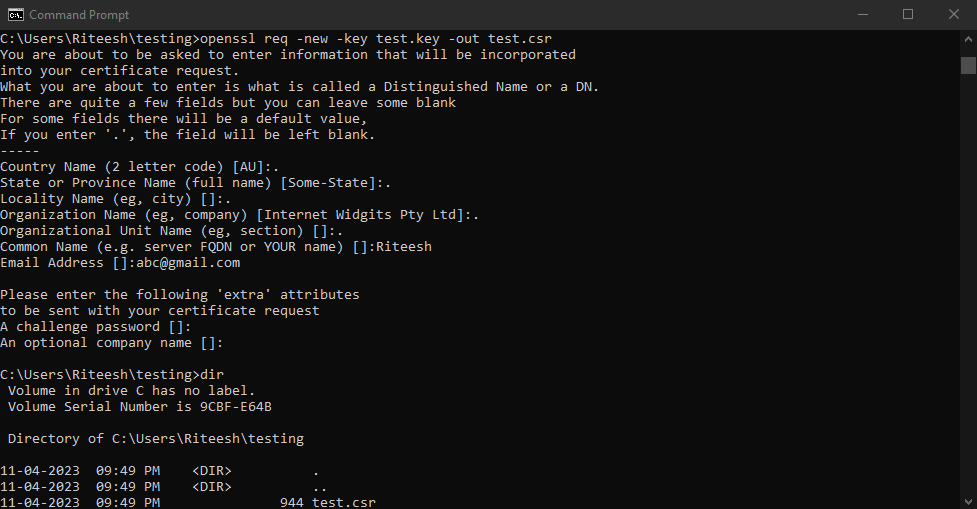 Command Prompt
C:\Users\Riteesh\testing>openssl req -new -key test.key -out test.csr
You are about to be asked to enter information that will be incorporated
into your certificate request.
What you are about to enter is what is called a Distinguished Name or a DN.
There are quite a few fields but you can leave some blank
For some fields there will be a default value,
If you enter '.', the field will be left blank.
-----
Country Name (2 letter code) [AU]:.
State or Province Name (full name) [Some-State]:.
Locality Name (eg, city) []:.
Organization Name (eg, company) [Internet Widgits Pty Ltd]:.
Organizational Unit Name (eg, section) []:.
Common Name (e.g. server FQDN or YOUR name) []:Riteesh
Email Address []:abc@gmail.com
Please enter the following 'extra' attributes
to be sent with your certificate request
A challenge password []:
An optional company name []:
C:\Users\Riteesh\testing>dir
 Volume in drive C has no label.
 Volume Serial Number is 9CBF-E64B
 Directory of C:\Users\Riteesh\testing
11-04-2023  09:49 PM    <DIR>          .
11-04-2023  09:49 PM    <DIR>          ..
11-04-2023  09:49 PM               944 test.csr